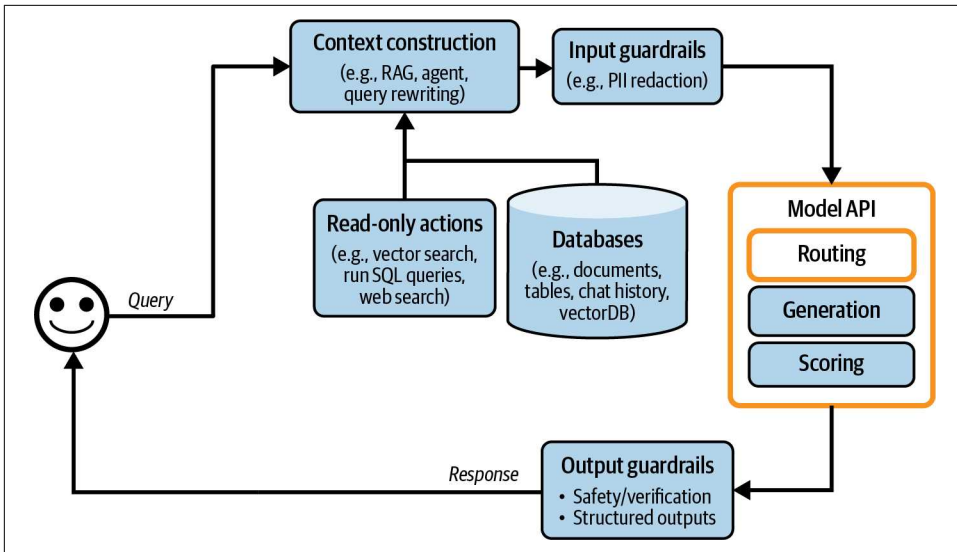 Context construction
(e.g., RAG, agent,
query rewriting)
Input guardrails
(e.g., PII redaction)
Read-only actions
(e.g., vector search,
run SQL queries,
web search)
Databases
(e.g., documents,
tables, chat history,
vectorDB)
Model API
Routing
Generation
Scoring
Query
Response
Output guardrails
• Safety/verification
• Structured outputs